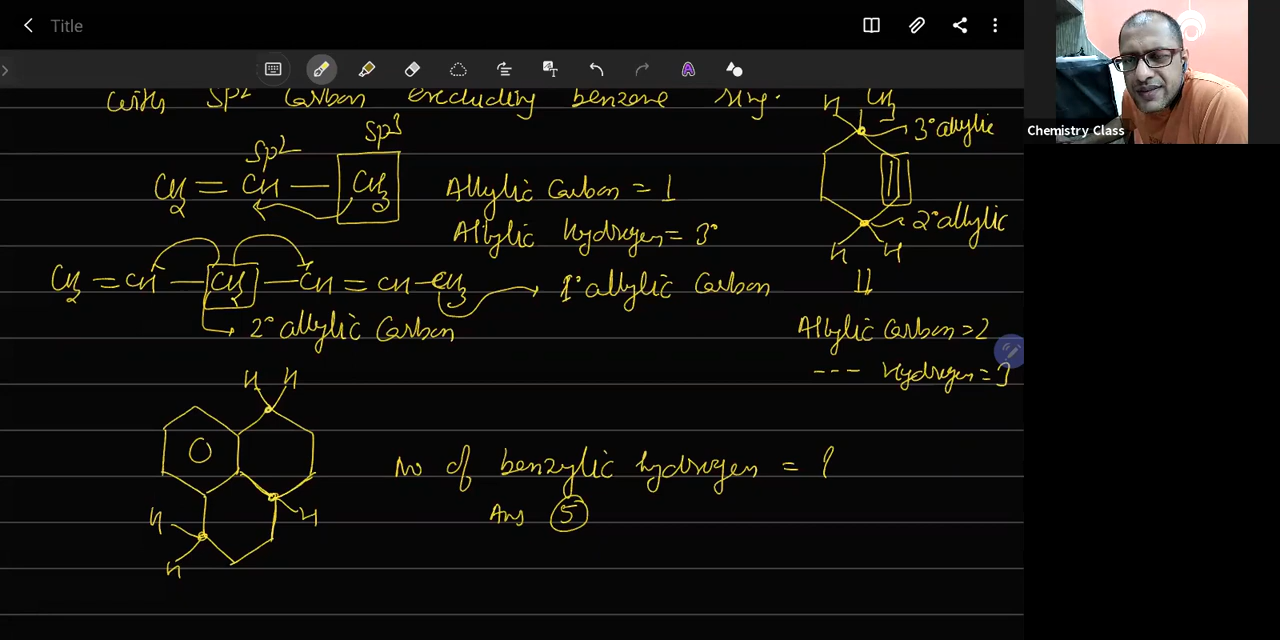 Title
with sp2 Carbon excluding benzene ring.
H CH3
3° allylic
sp2 sp3
CH2 = CH — CH3
Allylic Carbon = 1
Allylic Hydrogen = 3°
2° allylic
H H
CH2 = CH — CH2 — CH = CH — CH3 → 1° allylic Carbon
2° allylic Carbon
Allylic Carbon = 2
--- Hydrogen = 3
H H
No of benzylic hydrogen = ?
Ans 5
H
H
H
Chemistry Class